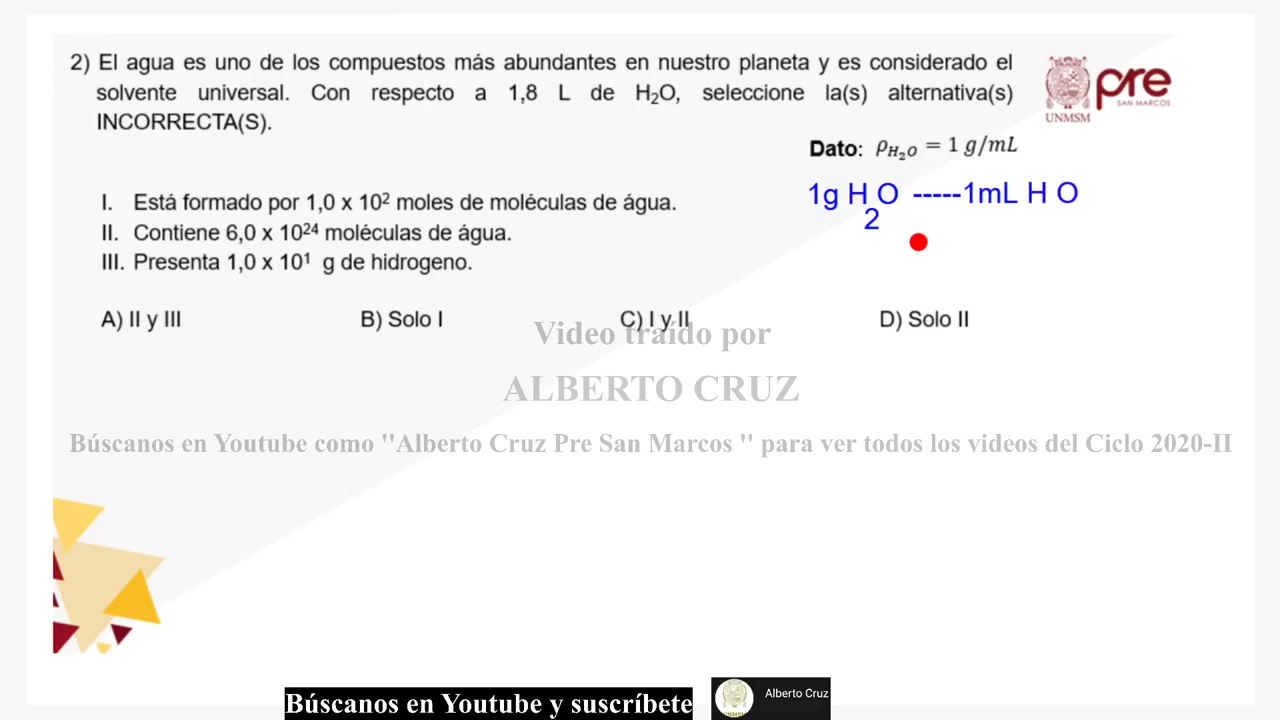 2) El agua es uno de los compuestos más abundantes en nuestro planeta y es considerado el
solvente universal. Con respecto a 1,8 L de H₂O, seleccione la(s) alternativa(s)
INCORRECTA(S).
pre
SAN MARCOS
UNMSM
Dato: ρH₂O = 1 g/mL
1g H O -----1mL H O
2
I. Está formado por 1,0 x 10² moles de moléculas de água.
II. Contiene 6,0 x 10²⁴ moléculas de água.
III. Presenta 1,0 x 10¹ g de hidrogeno.
A) II y III B) Solo I C) I y II D) Solo II
Video traído por
ALBERTO CRUZ
Búscanos en Youtube como ''Alberto Cruz Pre San Marcos '' para ver todos los videos del Ciclo 2020-II
Búscanos en Youtube y suscríbete
Alberto Cruz